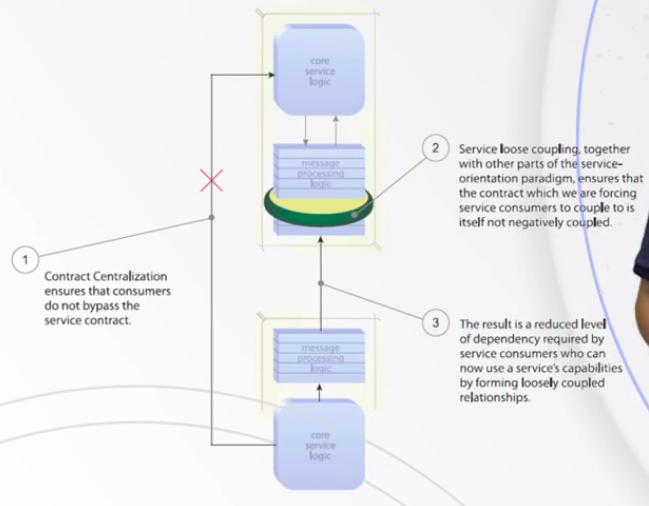 core
service
logic
message
processing
logic
2
Service loose coupling, together
with other parts of the service-
orientation paradigm, ensures that
the contract which we are forcing
service consumers to couple to is
itself not negatively coupled.
1
Contract Centralization
ensures that consumers
do not bypass the
service contract.
3
The result is a reduced level
of dependency required by
service consumers who can
now use a service's capabilities
by forming loosely coupled
relationships.
message
processing
logic
core
service
logic